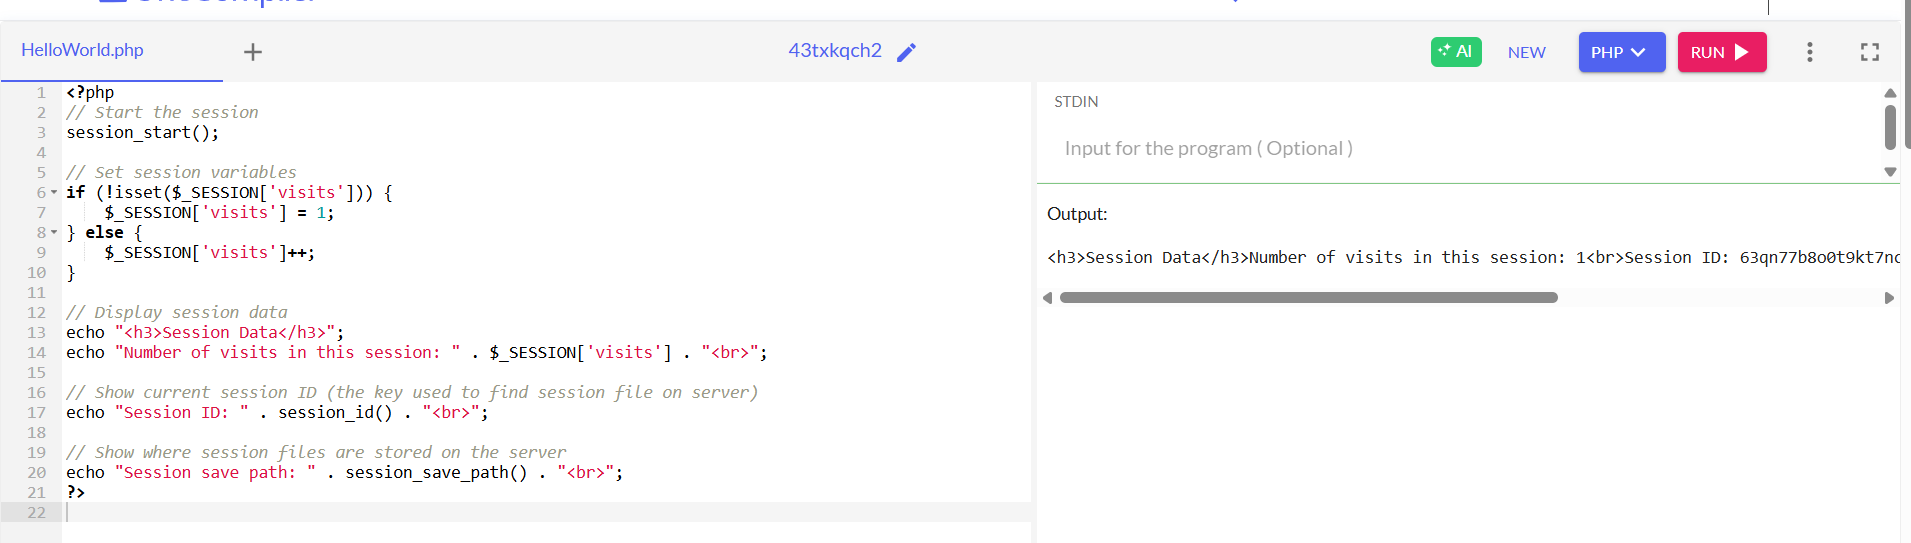 HelloWorld.php
+
43txkqch2
AI
NEW
PHP
RUN
1 <?php
2 // Start the session
3 session_start();
4
5 // Set session variables
6 if (!isset($_SESSION['visits'])) {
7 $_SESSION['visits'] = 1;
8 } else {
9 $_SESSION['visits']++;
10 }
11
12 // Display session data
13 echo "<h3>Session Data</h3>";
14 echo "Number of visits in this session: " . $_SESSION['visits'] . "<br>";
15
16 // Show current session ID (the key used to find session file on server)
17 echo "Session ID: " . session_id() . "<br>";
18
19 // Show where session files are stored on the server
20 echo "Session save path: " . session_save_path() . "<br>";
21 ?>
22
STDIN
Input for the program ( Optional )
Output:
<h3>Session Data</h3>Number of visits in this session: 1<br>Session ID: 63qn77b8o0t9kt7nc